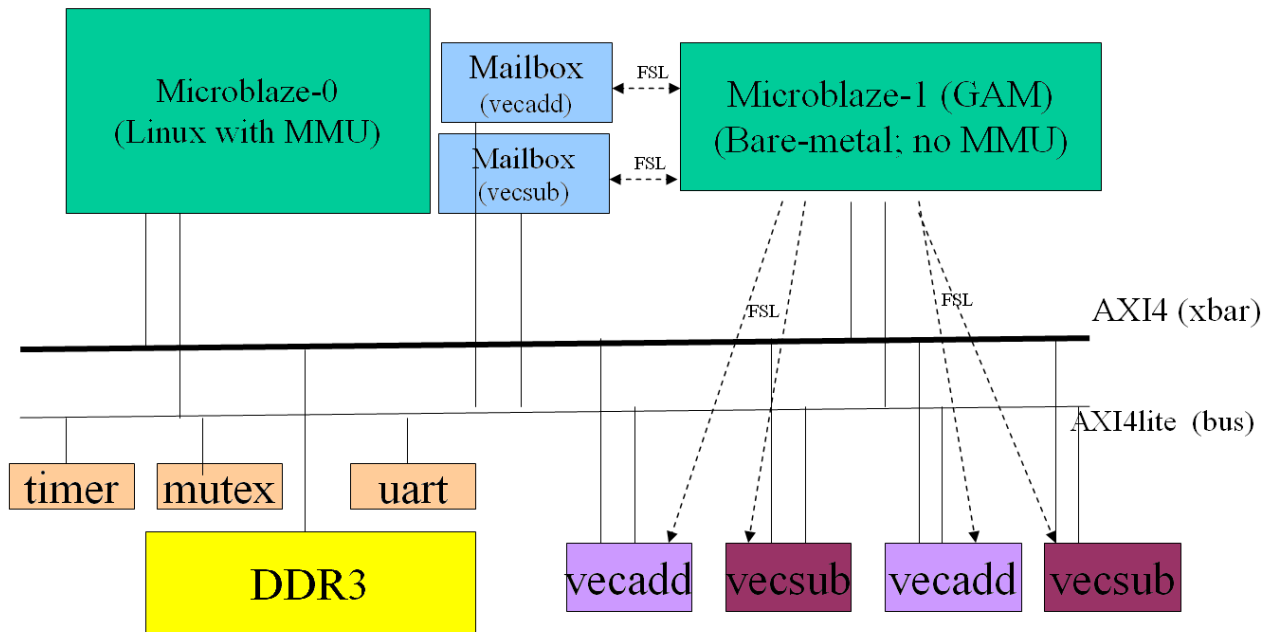 Microblaze-0
(Linux with MMU)
Mailbox
(vecadd)
FSL
Microblaze-1 (GAM)
(Bare-metal; no MMU)
Mailbox
(vecsub)
FSL
FSL
FSL
AXI4 (xbar)
AXI4lite (bus)
timer
mutex
uart
DDR3
vecadd
vecsub
vecadd
vecsub